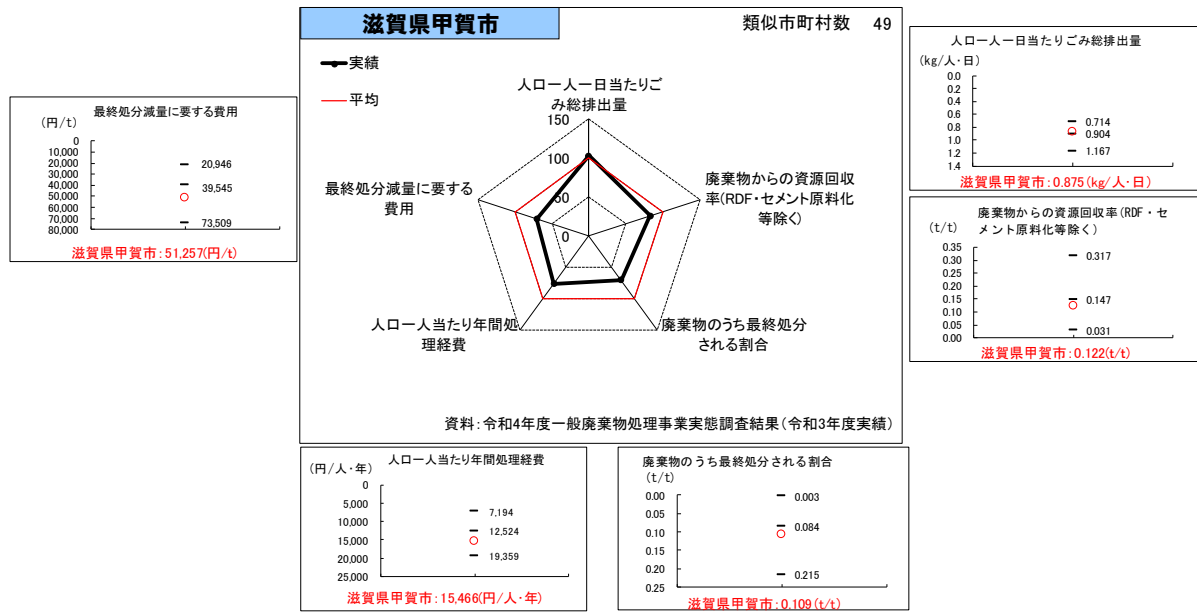 滋賀県甲賀市
類似市町村数 49
実績
平均
人口一人一日当たりご
み総排出量
廃棄物からの資源回収
率(RDF・セメント原料化
等除く)
廃棄物のうち最終処分
される割合
人口一人当たり年間処
理経費
最終処分減量に要する
費用
150
100
50
0
資料:令和4年度一般廃棄物処理事業実態調査結果(令和3年度実績)
最終処分減量に要する費用
(円/t)
0
10,000
20,000
30,000
40,000
50,000
60,000
70,000
80,000
20,946
39,545
73,509
滋賀県甲賀市:51,257(円/t)
人口一人一日当たりごみ総排出量
(kg/人・日)
0.0
0.2
0.4
0.6
0.8
1.0
1.2
1.4
0.714
0.904
1.167
滋賀県甲賀市:0.875(kg/人・日)
廃棄物からの資源回収率(RDF・セ
メント原料化等除く)
(t/t)
0.35
0.30
0.25
0.20
0.15
0.10
0.05
0.00
0.317
0.147
0.031
滋賀県甲賀市:0.122(t/t)
人口一人当たり年間処理経費
(円/人・年)
0
5,000
10,000
15,000
20,000
25,000
7,194
12,524
19,359
滋賀県甲賀市:15,466(円/人・年)
廃棄物のうち最終処分される割合
(t/t)
0.00
0.05
0.10
0.15
0.20
0.25
0.003
0.084
0.215
滋賀県甲賀市:0.109(t/t)